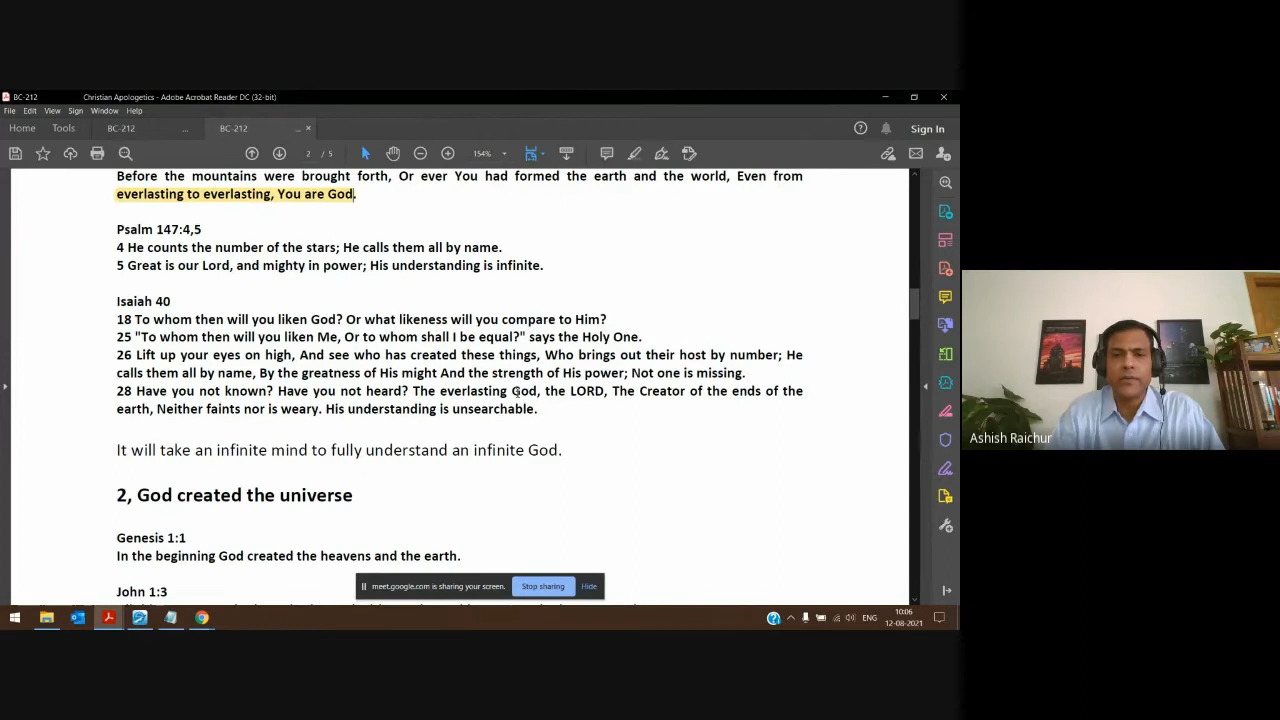 BC-212 Christian Apologetics - Adobe Acrobat Reader DC (32-bit)
File Edit View Sign Window Help
Home Tools BC-212 ... BC-212 ... × Sign In
2 / 5 154%
Before the mountains were brought forth, Or ever You had formed the earth and the world, Even from
everlasting to everlasting, You are God.
Psalm 147:4,5
4 He counts the number of the stars; He calls them all by name.
5 Great is our Lord, and mighty in power; His understanding is infinite.
Isaiah 40
18 To whom then will you liken God? Or what likeness will you compare to Him?
25 "To whom then will you liken Me, Or to whom shall I be equal?" says the Holy One.
26 Lift up your eyes on high, And see who has created these things, Who brings out their host by number; He
calls them all by name, By the greatness of His might And the strength of His power; Not one is missing.
28 Have you not known? Have you not heard? The everlasting God, the LORD, The Creator of the ends of the
earth, Neither faints nor is weary. His understanding is unsearchable.
It will take an infinite mind to fully understand an infinite God.
2, God created the universe
Genesis 1:1
In the beginning God created the heavens and the earth.
John 1:3
meet.google.com is sharing your screen. Stop sharing Hide
ENG 10:06
12-08-2021
Ashish Raichur